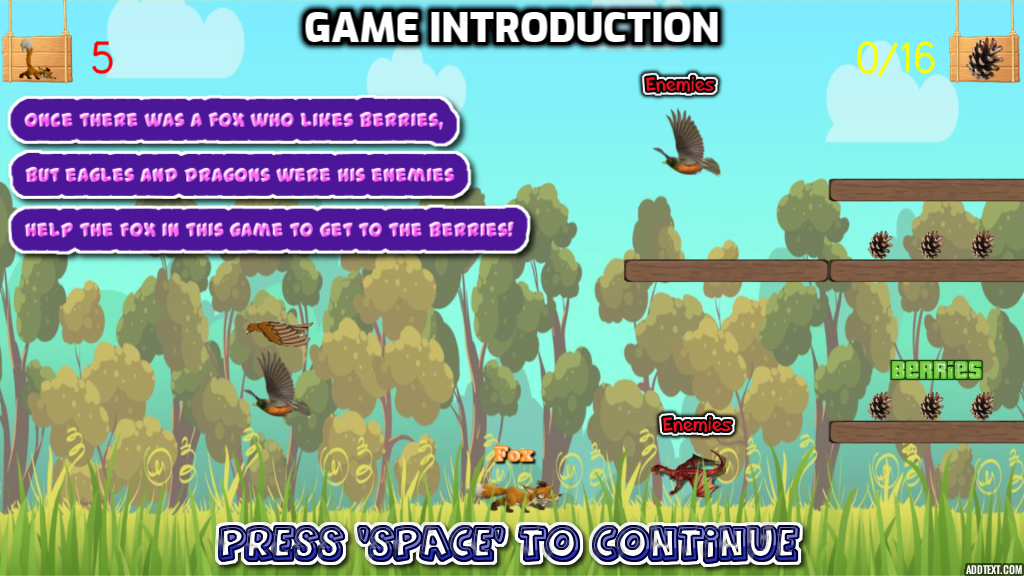 GAME INTRODUCTION
5
0/16
Enemies
ONCE THERE WAS A FOX WHO LIKES BERRIES,
BUT EAGLES AND DRAGONS WERE HIS ENEMIES
HELP THE FOX IN THIS GAME TO GET TO THE BERRIES!
BERRiES
Enemies
Fox
PRESS 'SPACE' TO CONTiNUE
ADDTEXT.COM